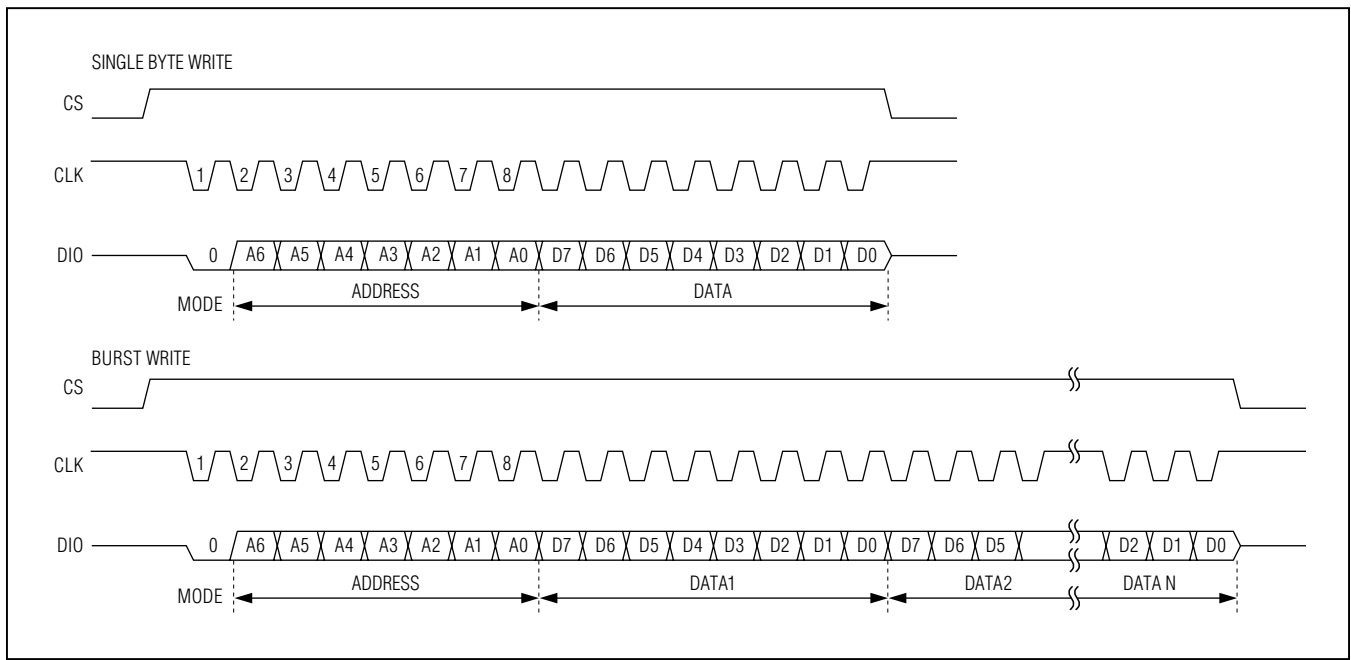 SINGLE BYTE WRITE
CS
CLK 1 2 3 4 5 6 7 8
DIO 0 A6 A5 A4 A3 A2 A1 A0 D7 D6 D5 D4 D3 D2 D1 D0
MODE ADDRESS DATA
BURST WRITE
CS
CLK 1 2 3 4 5 6 7 8
DIO 0 A6 A5 A4 A3 A2 A1 A0 D7 D6 D5 D4 D3 D2 D1 D0 D7 D6 D5 D2 D1 D0
MODE ADDRESS DATA1 DATA2 DATA N